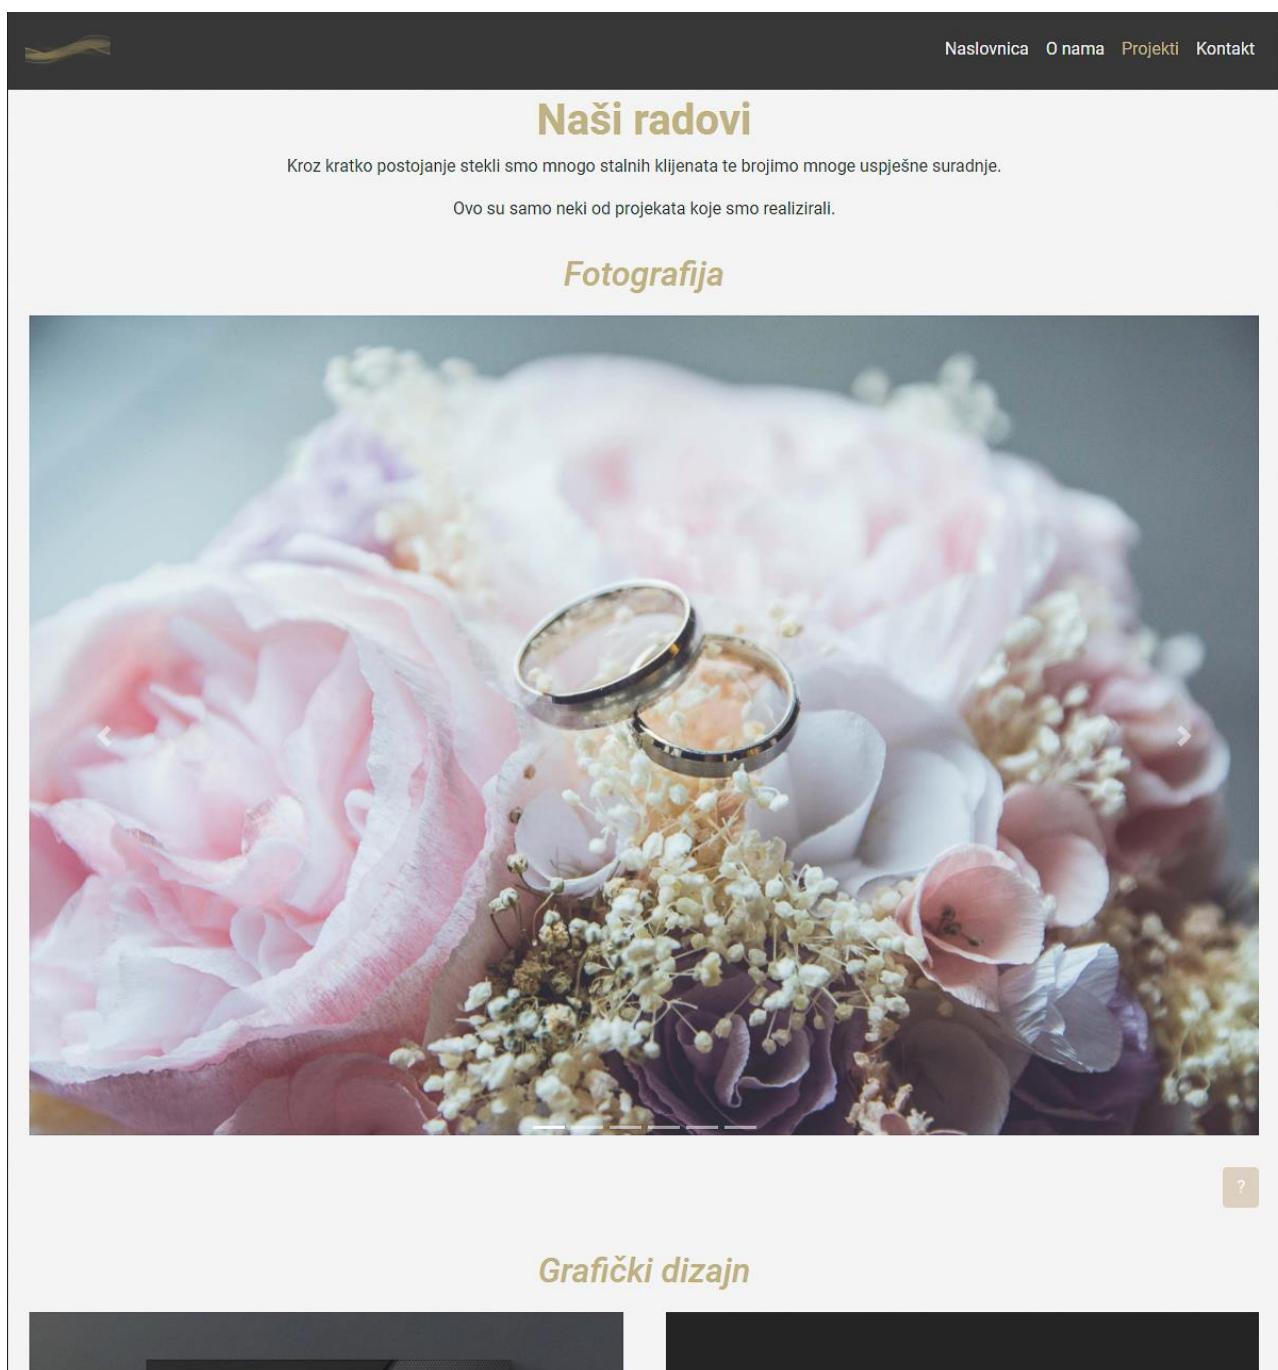 Naslovnica O nama Projekti Kontakt
Naši radovi
Kroz kratko postojanje stekli smo mnogo stalnih klijenata te brojimo mnoge uspješne suradnje.
Ovo su samo neki od projekata koje smo realizirali.
Fotografija
?
Grafički dizajn